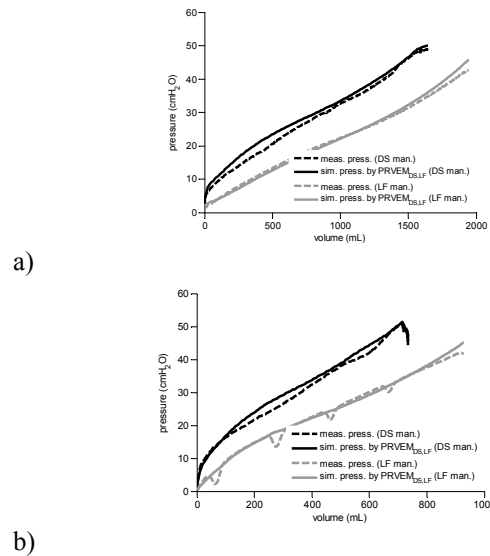 60
50
40
30
20
10
0
pressure (cmH2O)
meas. press. (DS man.)
sim. press. by PRVEMDS,LF (DS man.)
meas. press. (LF man.)
sim. press. by PRVEMDS,LF (LF man.)
0 500 1000 1500 2000
volume (mL)
a)
60
50
40
30
20
10
0
pressure (cmH2O)
meas. press. (DS man.)
sim. press. by PRVEMDS,LF (DS man.)
meas. press. (LF man.)
sim. press. by PRVEMDS,LF (LF man.)
0 200 400 600 800 1000
volume (mL)
b)